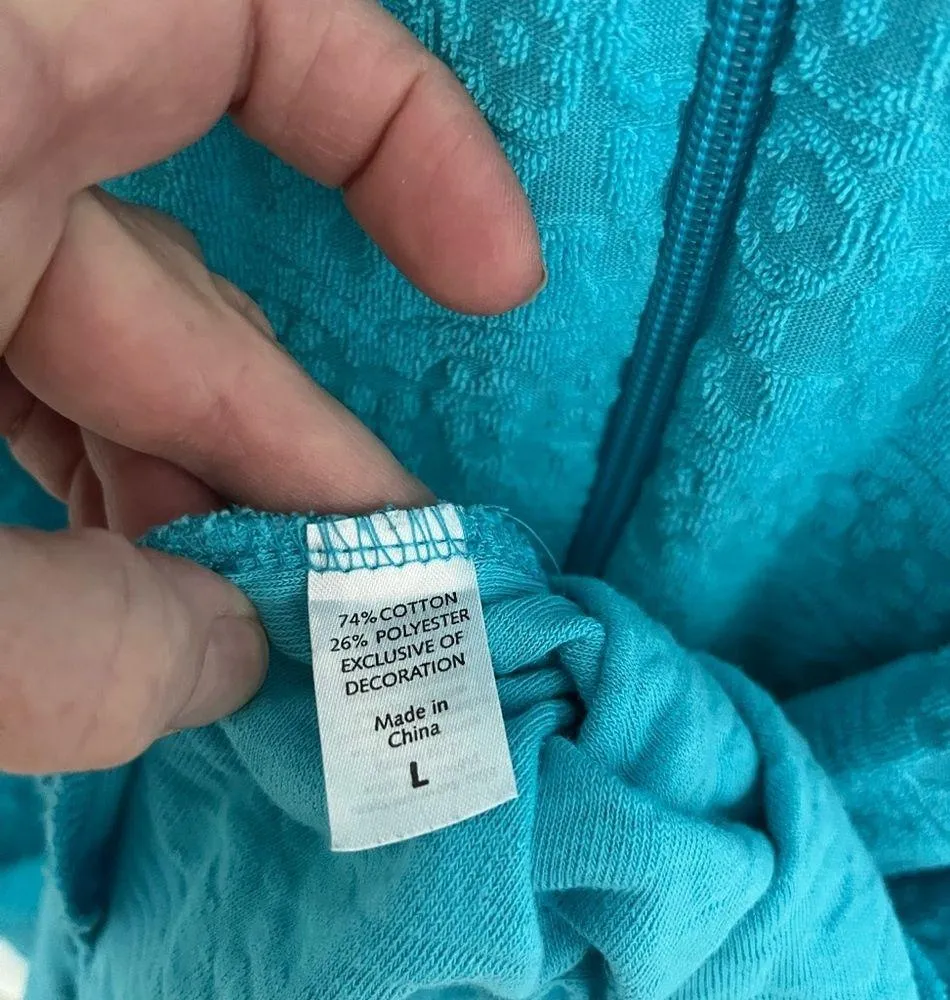 74% COTTON
26% POLYESTER
EXCLUSIVE OF
DECORATION
Made in
China
L